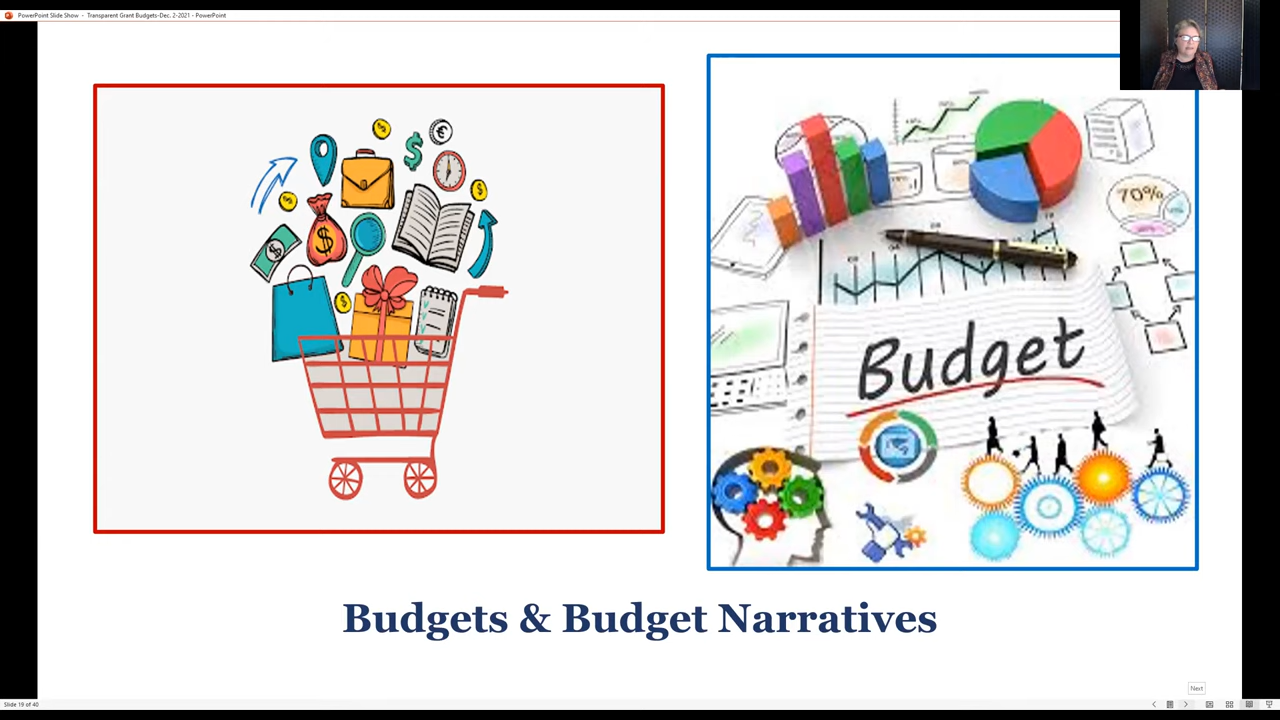 PowerPoint Slide Show - Transparent Grant Budgets-Dec. 2-2021 - PowerPoint
$
€
$
$
$
$
$
$
70%
Budget
Budgets & Budget Narratives
Next
Slide 19 of 40